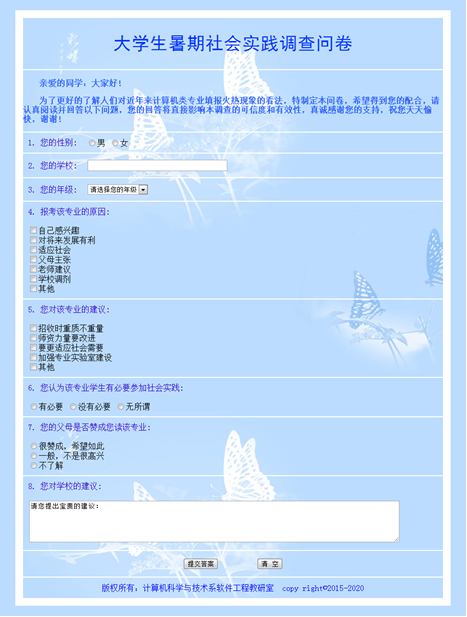 大学生暑期社会实践调查问卷
亲爱的同学，大家好！
为了更好的了解人们对近年来计算机类专业填报火热现象的看法，特制定本问卷，希望得到您的配合，请
认真阅读并回答以下问题，您的回答将直接影响本调查的可信度和有效性，真诚感谢您的支持，祝您天天愉
快，谢谢！
1. 您的性别： 男 女
2. 您的学校：
3. 您的年级： 请选择您的年级
4. 报考该专业的原因：
自己感兴趣
对将来发展有利
适应社会
父母主张
老师建议
学校调剂
其他
5. 您对该专业的建议：
招收时重质不重量
师资力量要改进
要更适应社会需要
加强专业实验室建设
其他
6. 您认为该专业学生有必要参加社会实践：
有必要 没有必要 无所谓
7. 您的父母是否赞成您读该专业：
很赞成，希望如此
一般，不是很高兴
不了解
8. 您对学校的建议：
请您提出宝贵的建议：
提交答案 清 空
版权所有：计算机科学与技术系软件工程教研室 copy right©2015-2020